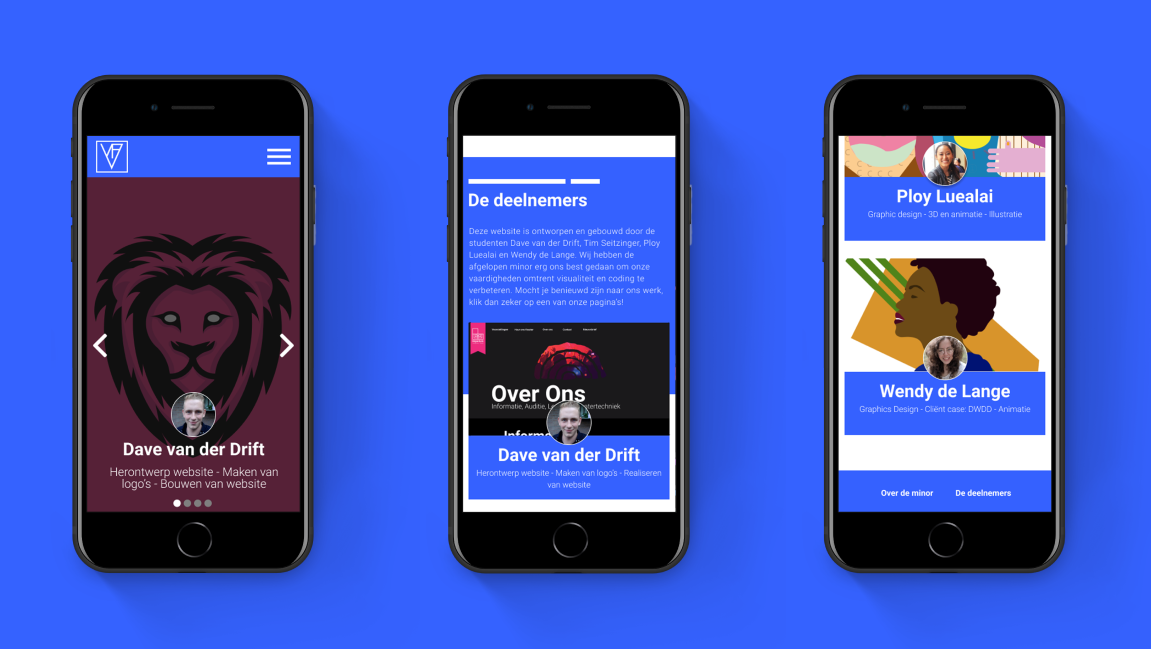 Dave van der Drift
Herontwerp website - Maken van
logo's - Bouwen van website
De deelnemers
Deze website is ontworpen en gebouwd door de
studenten Dave van der Drift, Tim Seitzinger, Ploy
Luealai en Wendy de Lange. Wij hebben de
afgelopen minor erg ons best gedaan om onze
vaardigheden omtrent visualiteit en coding te
verbeteren. Mocht je benieuwd zijn naar ons werk,
klik dan zeker op een van onze pagina's!
Over ons
Contact
Over Ons
Informatie, Auditie,
Dave van der Drift
Herontwerp website - Maken van logo's - Realiseren
van website
Ploy Luealai
Graphic design - 3D en animatie - Illustratie
Wendy de Lange
Graphics Design - Cliënt case: DWDD - Animatie
Over de minor De deelnemers